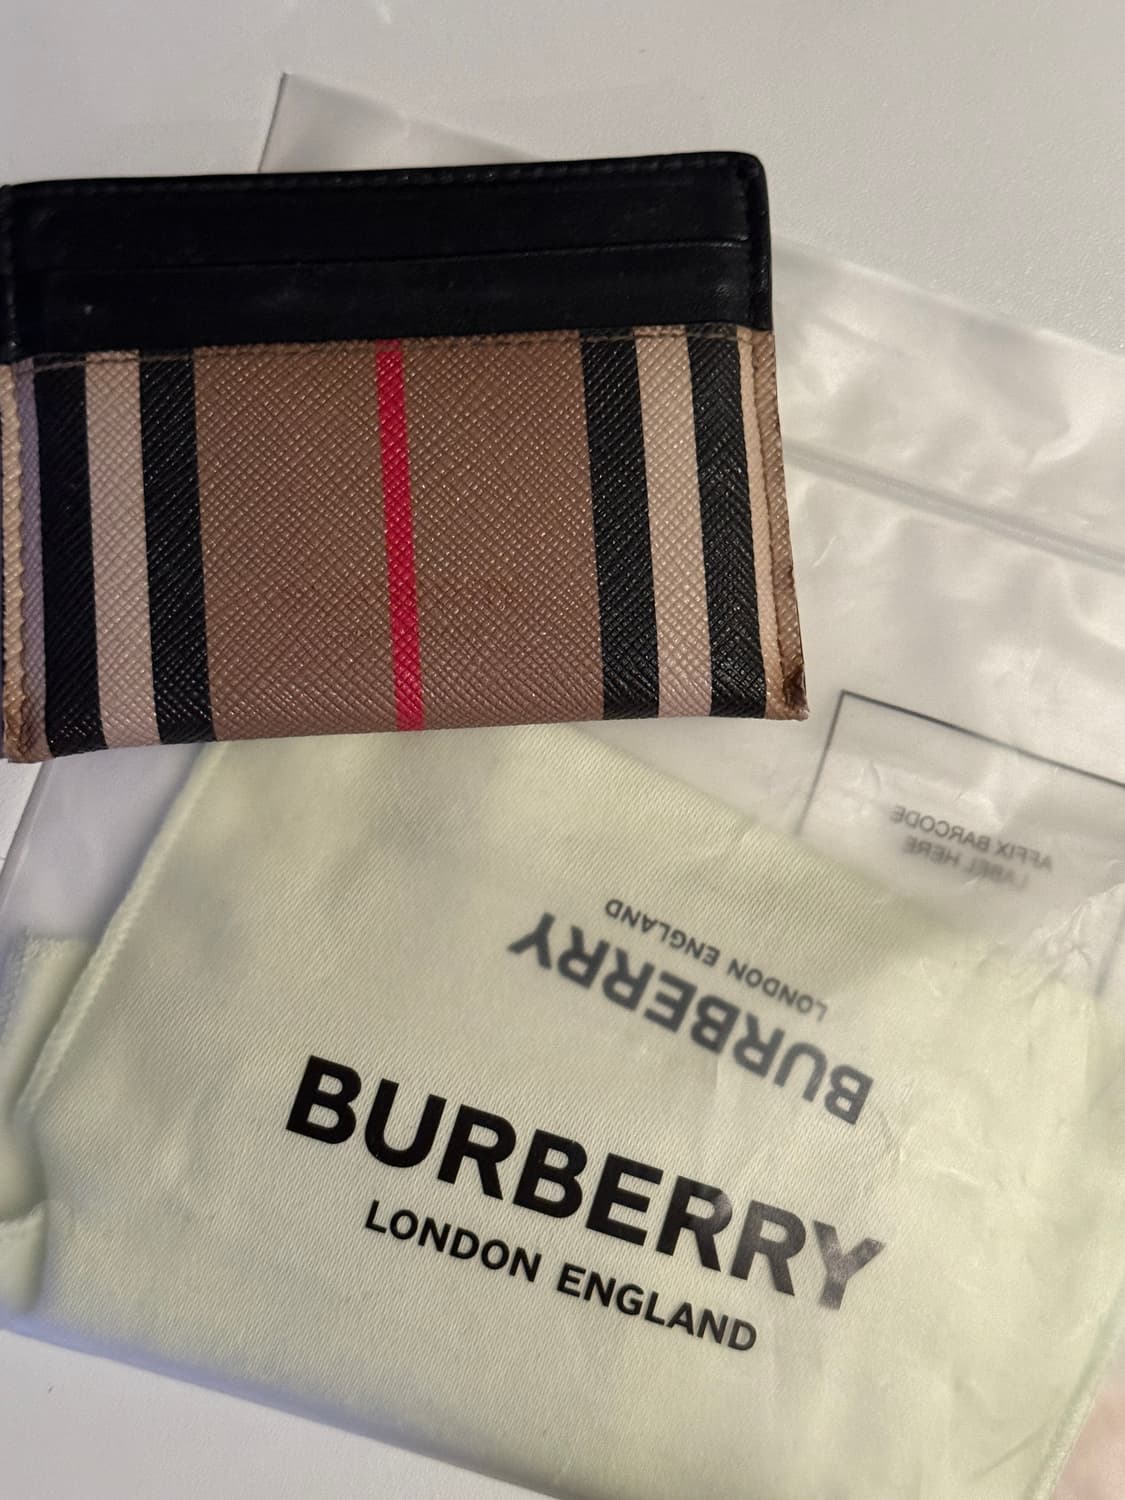 AFFIX BARCODE
LABEL HERE
LONDON ENGLAND
BURBERRY
BURBERRY
LONDON ENGLAND